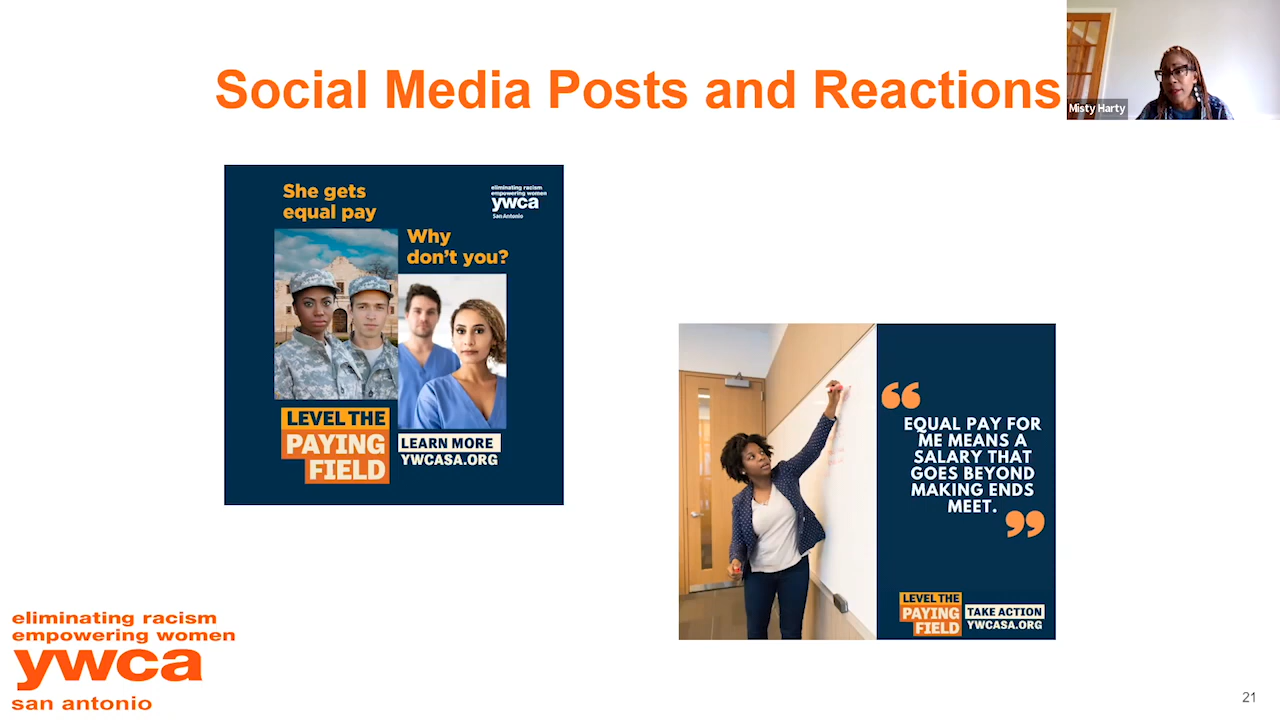 Social Media Posts and Reactions
Misty Harty
She gets
equal pay
eliminating racism
empowering women
ywca
San Antonio
Why
don't you?
LEVEL THE
PAYING
FIELD
LEARN MORE
YWCASA.ORG
“
EQUAL PAY FOR
ME MEANS A
SALARY THAT
GOES BEYOND
MAKING ENDS
MEET.
”
LEVEL THE
PAYING
FIELD
TAKE ACTION
YWCASA.ORG
eliminating racism
empowering women
ywca
san antonio
21